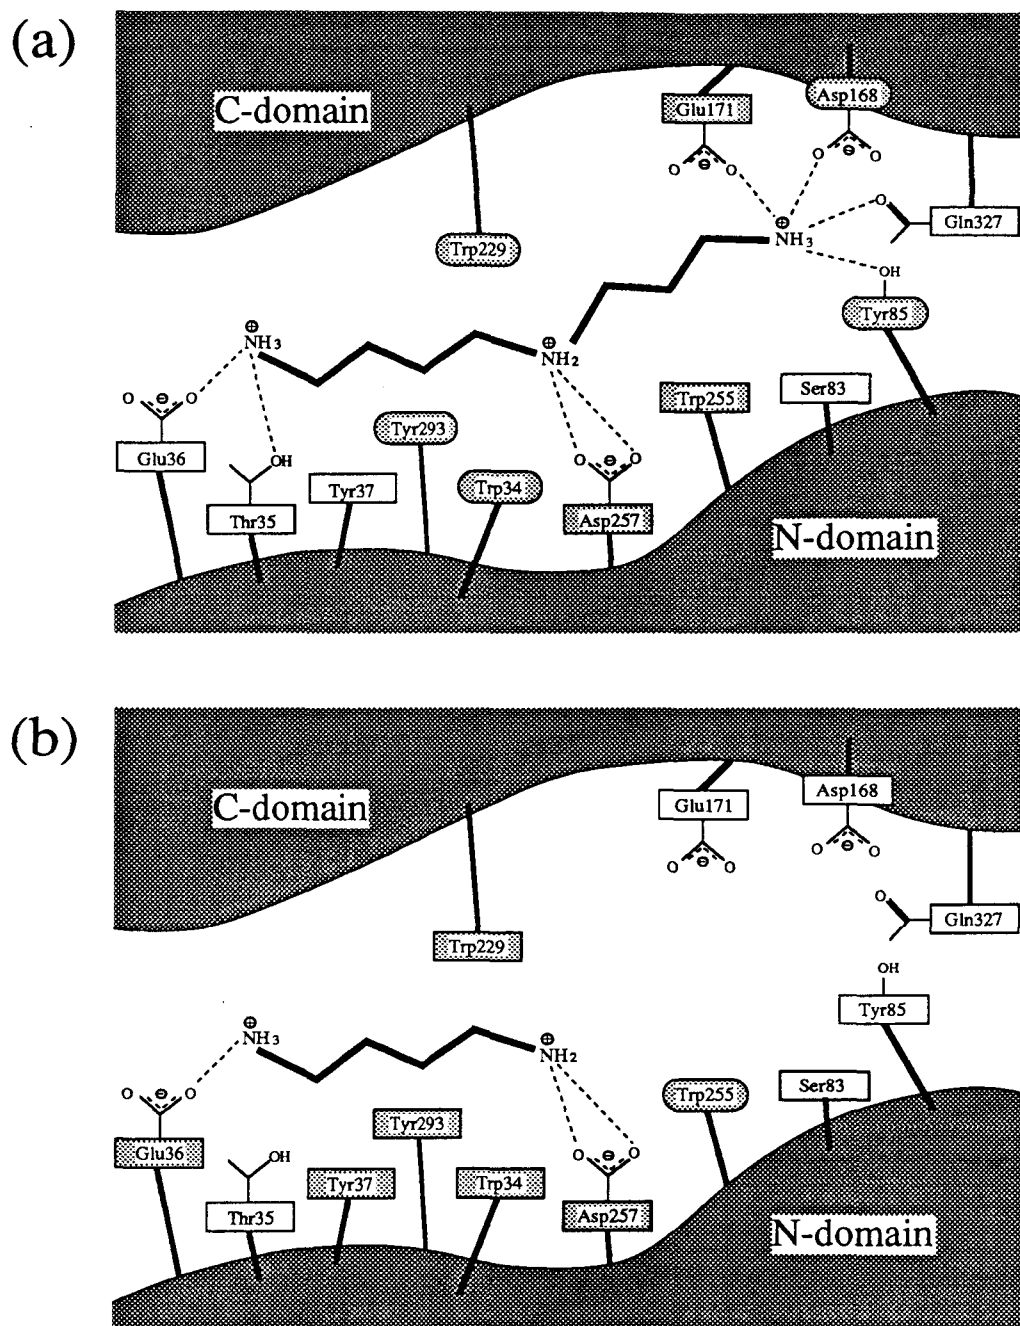 (a)
C-domain
Glu171
Asp168
⊖
O O
⊖
O O
O
Gln327
⊕
NH3
Trp229
OH
Tyr85
⊕
NH3
⊕
NH2
Ser83
Trp255
⊖
O O
Glu36
Tyr293
OH
Thr35
Tyr37
Trp34
⊖
O O
Asp257
N-domain
(b)
C-domain
Glu171
Asp168
⊖
O O
⊖
O O
O
Gln327
Trp229
OH
Tyr85
⊕
NH3
⊕
NH2
Ser83
Trp255
⊖
O O
Glu36
Tyr293
OH
Thr35
Tyr37
Trp34
⊖
O O
Asp257
N-domain